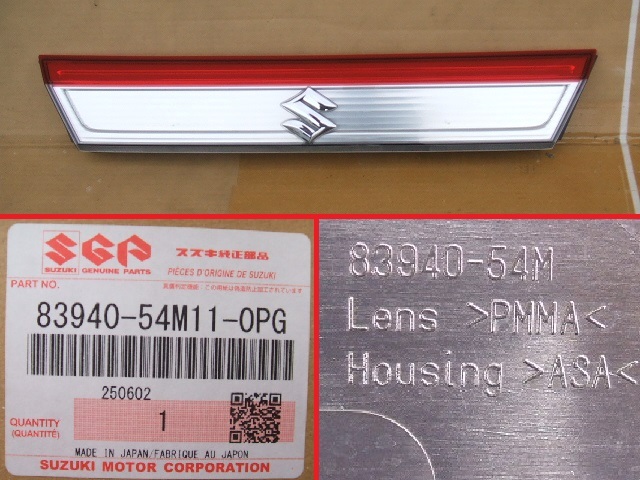 SGP
SUZUKI GENUINE PARTS
スズキ純正部品
PIÈCES D'ORIGINE DE SUZUKI
PART NO.
83940-54M11-0PG
250602
QUANTITY
(QUANTITÉ)
1
MADE IN JAPAN/FABRIQUE AU JAPON
SUZUKI MOTOR CORPORATION
83940-54M
Lens >PMMA<
Housing >ASA<